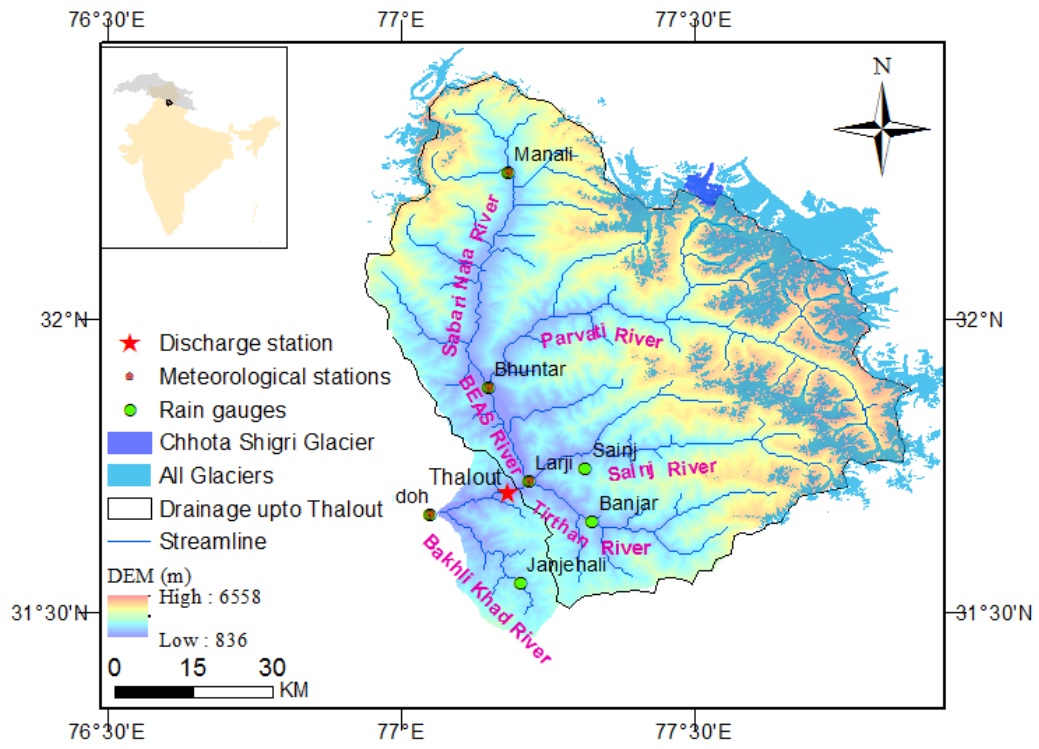 76°30'E 77°E 77°30'E
N
Manali
Sabari Nala River
32°N 32°N
Parvati River
Discharge station
Meteorological stations
Bhuntar
Rain gauges
BEAS River
Chhota Shigri Glacier
Sainj
Larji
Sainj River
All Glaciers
Thalout
doh
Banjar
Drainage upto Thalout
Tirthan River
Streamline
Bakhli Khad River
Janjehali
DEM (m)
High : 6558
Low : 836
31°30'N 31°30'N
0 15 30
KM
76°30'E 77°E 77°30'E